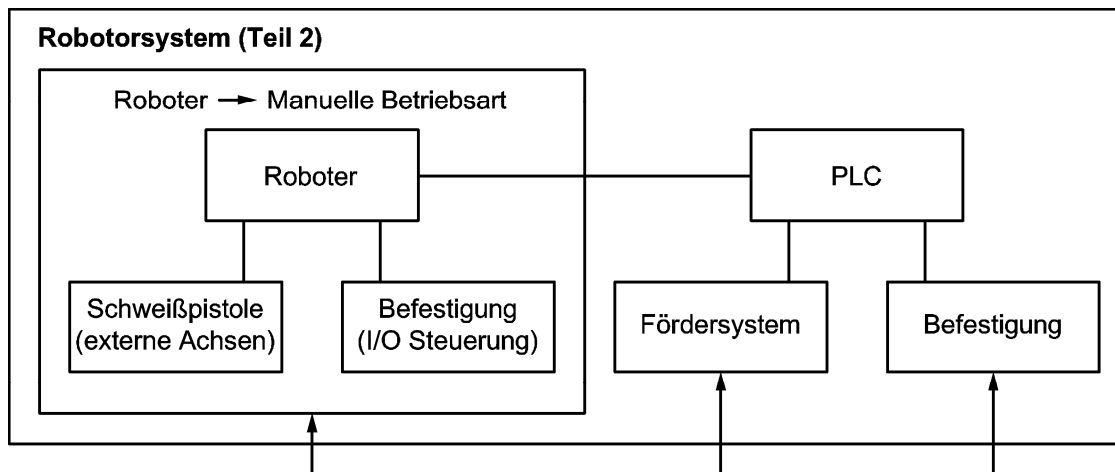 Robotorsystem (Teil 2)
Roboter → Manuelle Betriebsart
Roboter
PLC
Schweißpistole
(externe Achsen)
Befestigung
(I/O Steuerung)
Fördersystem
Befestigung